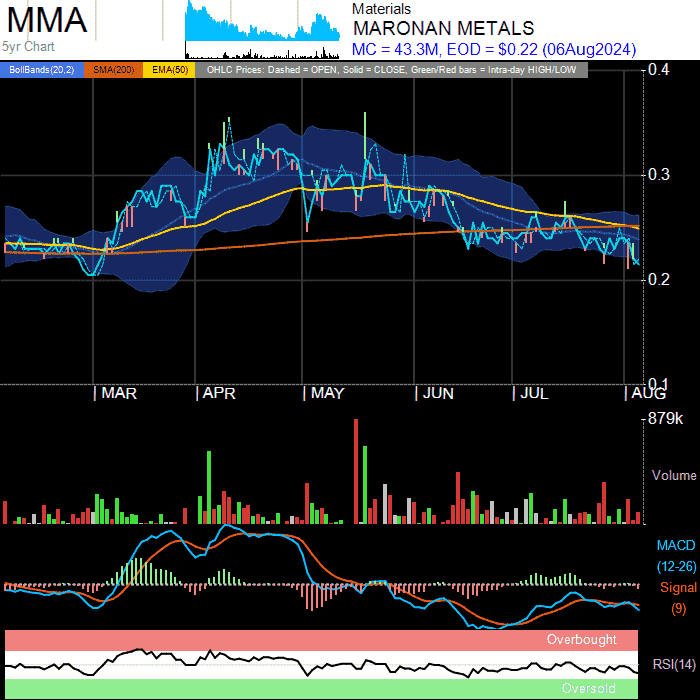 MMA
5yr Chart
Materials
MARONAN METALS
MC = 43.3M, EOD = $0.22 (06Aug2024)
BollBands(20,2) SMA(200) EMA(50) OHLC Prices: Dashed = OPEN, Solid = CLOSE, Green/Red bars = Intra-day HIGH/LOW
0.4
0.3
0.2
0.1
| MAR | APR | MAY | JUN | JUL | AUG
879k
Volume
MACD
(12-26)
Signal
(9)
Overbought
RSI(14)
Oversold